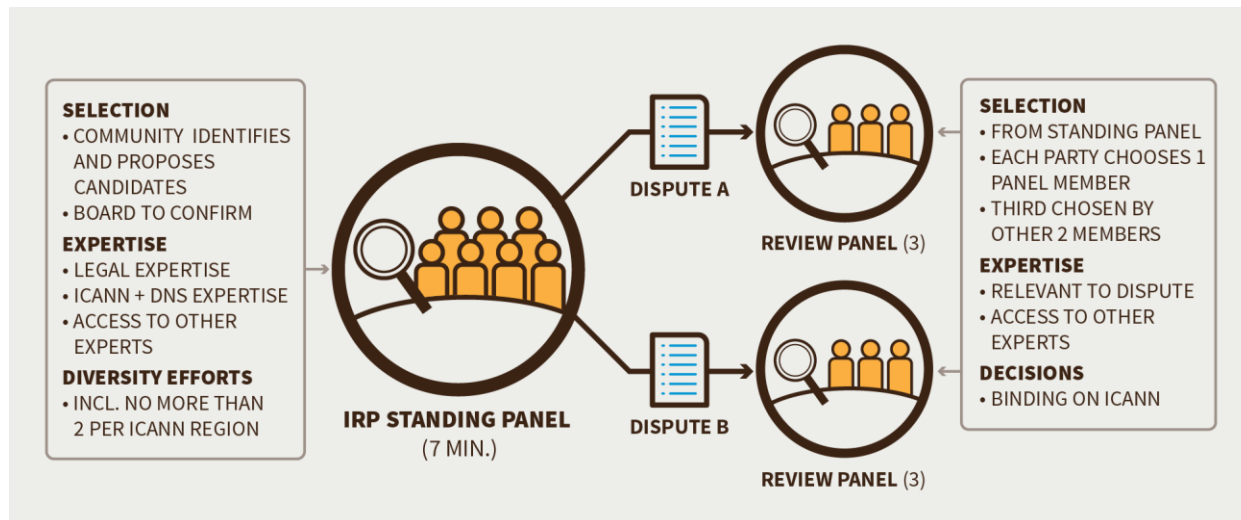 SELECTION
• COMMUNITY IDENTIFIES
AND PROPOSES
CANDIDATES
• BOARD TO CONFIRM
EXPERTISE
• LEGAL EXPERTISE
• ICANN + DNS EXPERTISE
• ACCESS TO OTHER
EXPERTS
DIVERSITY EFFORTS
• INCL. NO MORE THAN
2 PER ICANN REGION
IRP STANDING PANEL
(7 MIN.)
DISPUTE A
REVIEW PANEL (3)
DISPUTE B
REVIEW PANEL (3)
SELECTION
• FROM STANDING PANEL
• EACH PARTY CHOOSES 1
PANEL MEMBER
• THIRD CHOSEN BY
OTHER 2 MEMBERS
EXPERTISE
• RELEVANT TO DISPUTE
• ACCESS TO OTHER
EXPERTS
DECISIONS
• BINDING ON ICANN